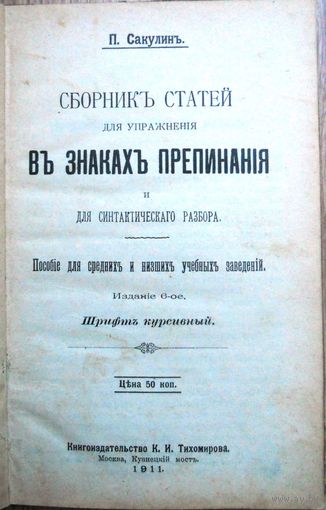 П. Сакулинъ.
СБОРНИКЪ СТАТЕЙ
ДЛЯ УПРАЖНЕНІЯ
ВЪ ЗНАКАХЪ ПРЕПИНАНІЯ
И
ДЛЯ СИНТАКТИЧЕСКАГО РАЗБОРА.
Пособіе для среднихъ и низшихъ учебныхъ заведеній.
Изданіе 6-ое.
Шрифтъ курсивный.
Цѣна 50 коп.
Книгоиздательство К. И. Тихомирова.
Москва, Кузнецкій мостъ.
1911.